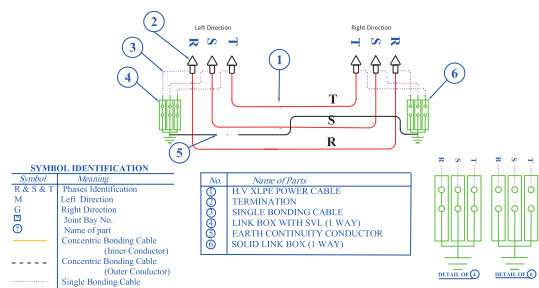 Left Direction
Right Direction
R S T
T S R
2
3
4
1
6
5
T
S
R
SYMBOL IDENTIFICATION
Symbol Meaning
R & S & T Phases Identification
M Left Direction
G Right Direction
Joint Bay No.
? Name of part
Concentric Bonding Cable
(Inner Conductor)
Concentric Bonding Cable
(Outer Conductor)
Single Bonding Cable
No. Name of Parts
1 H.V XLPE POWER CABLE
2 TERMINATION
3 SINGLE BONDING CABLE
4 LINK BOX WITH SVL (1 WAY)
5 EARTH CONTINUITY CONDUCTOR
6 SOLID LINK BOX (1 WAY)
R S T
R S T
DETAIL OF 4
DETAIL OF 6